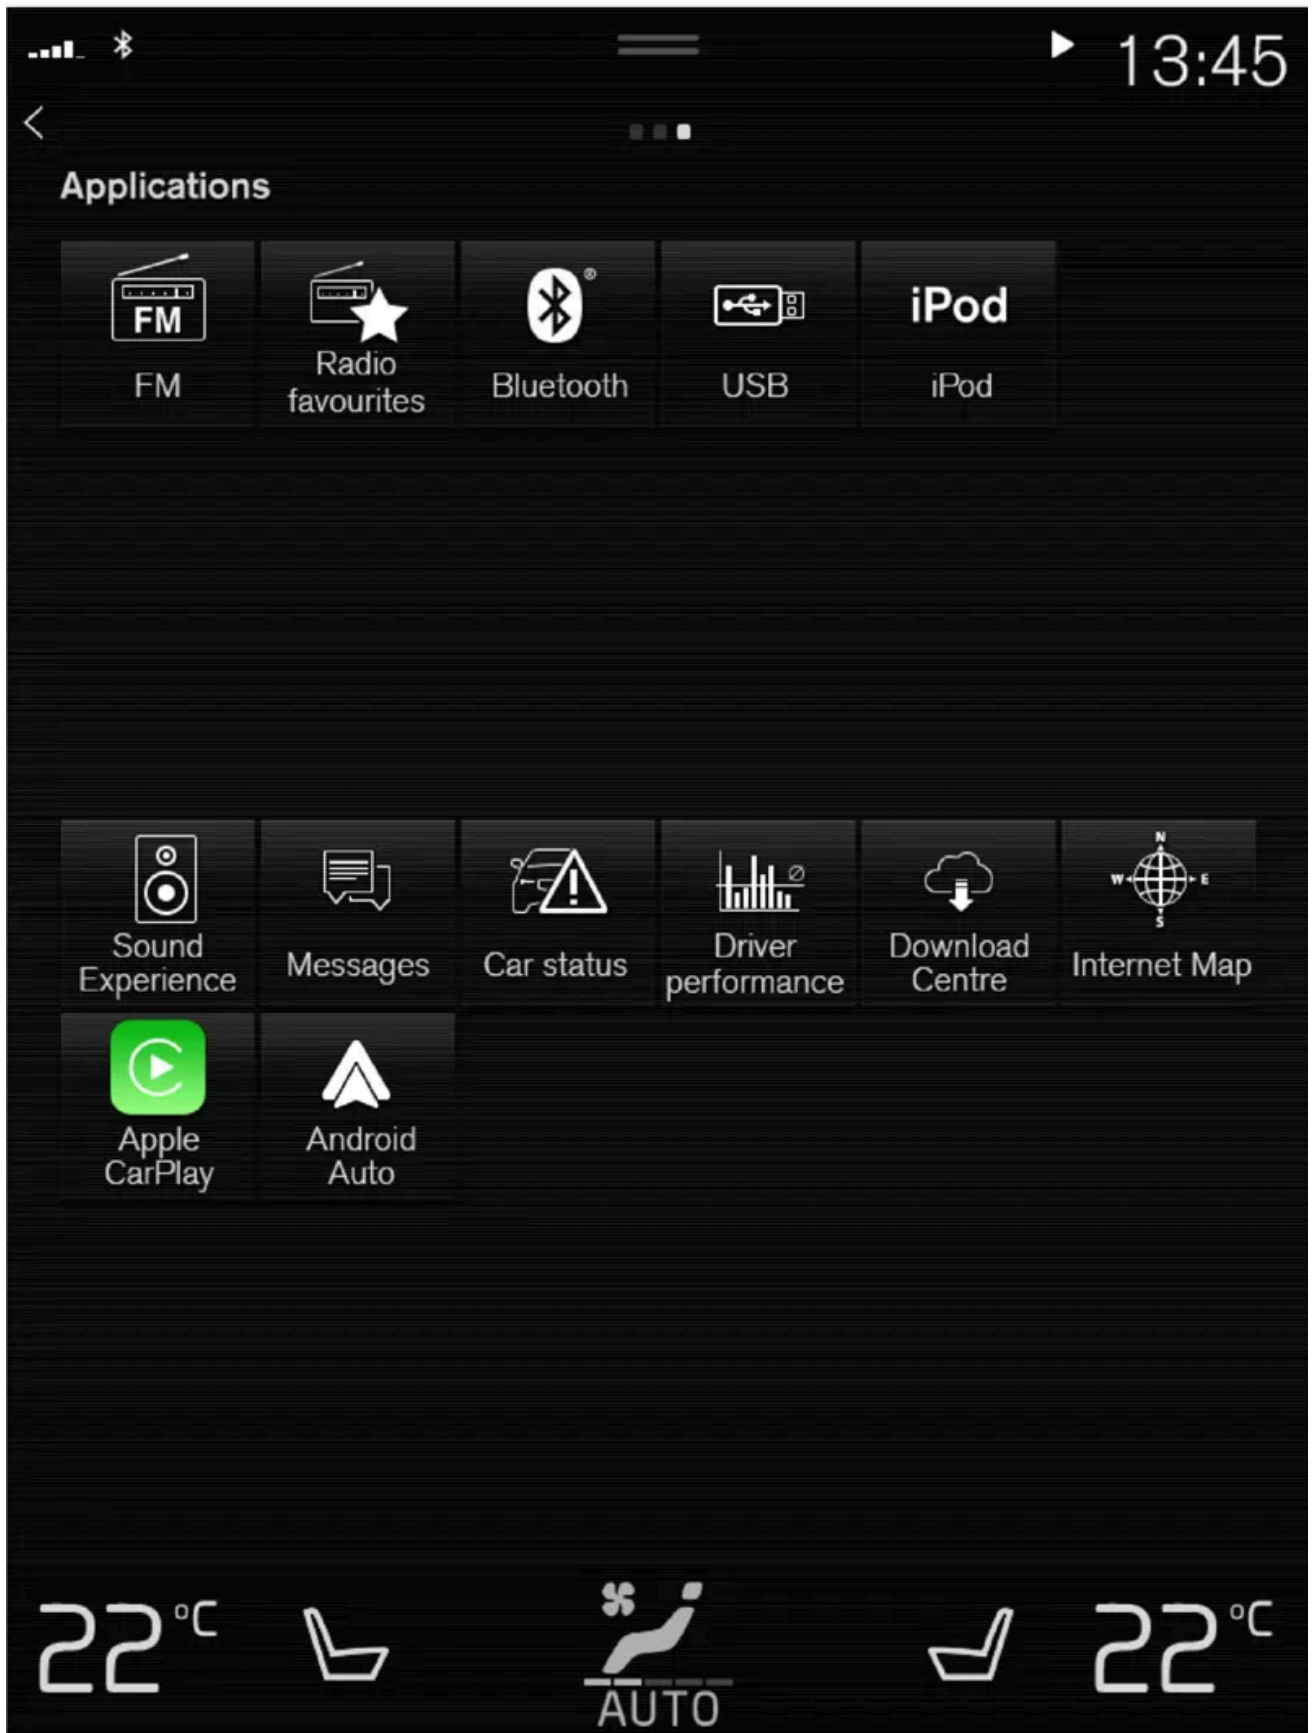 13:45
Applications
FM
iPod
FM
Radio
favourites
Bluetooth
®
USB
iPod
N
W
E
S
Sound
Experience
Messages
Car status
Driver
performance
Download
Centre
Internet Map
Apple
CarPlay
Android
Auto
22°C
22°C
AUTO